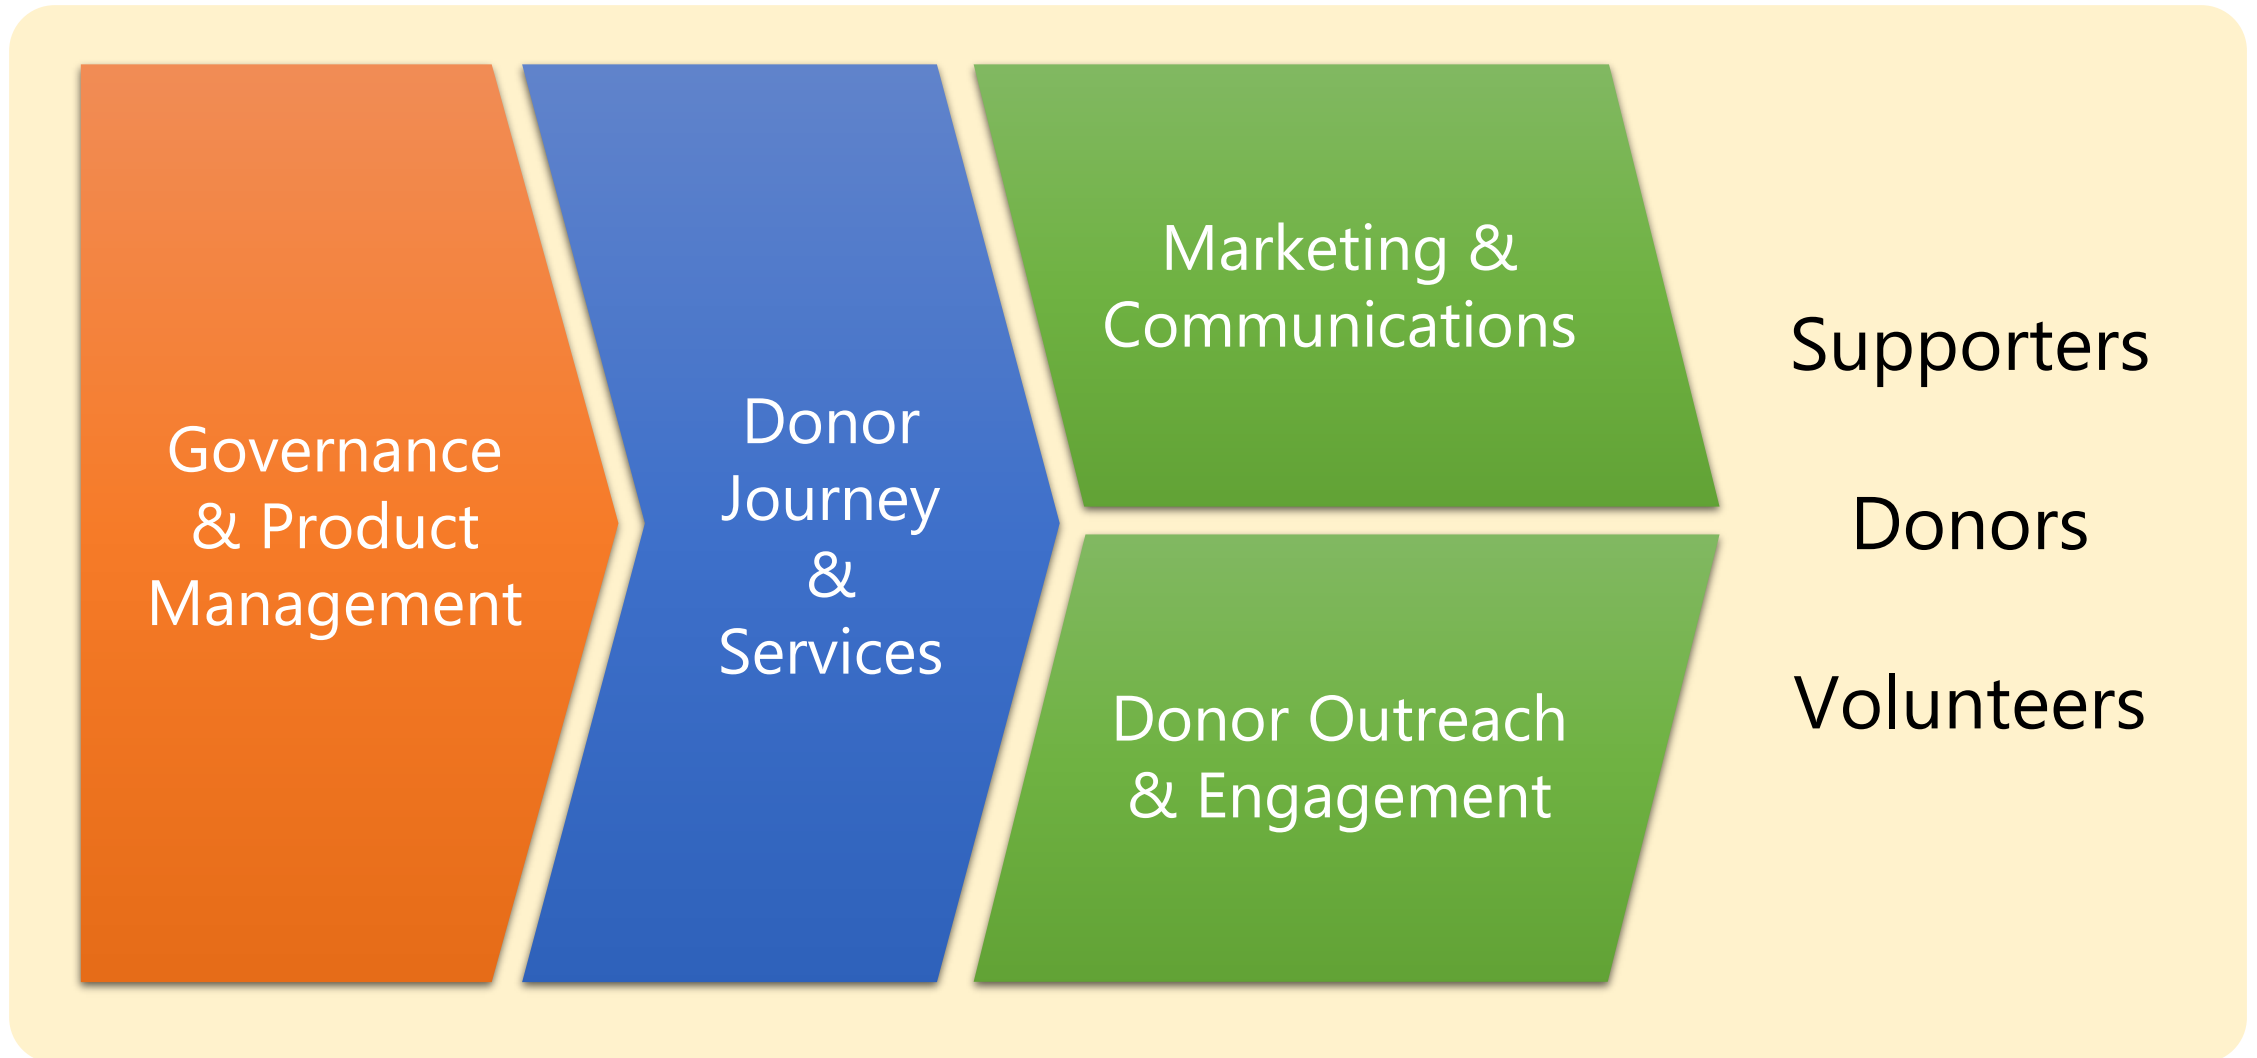 Governance
& Product
Management
Donor
Journey
&
Services
Marketing &
Communications
Donor Outreach
& Engagement
Supporters
Donors
Volunteers